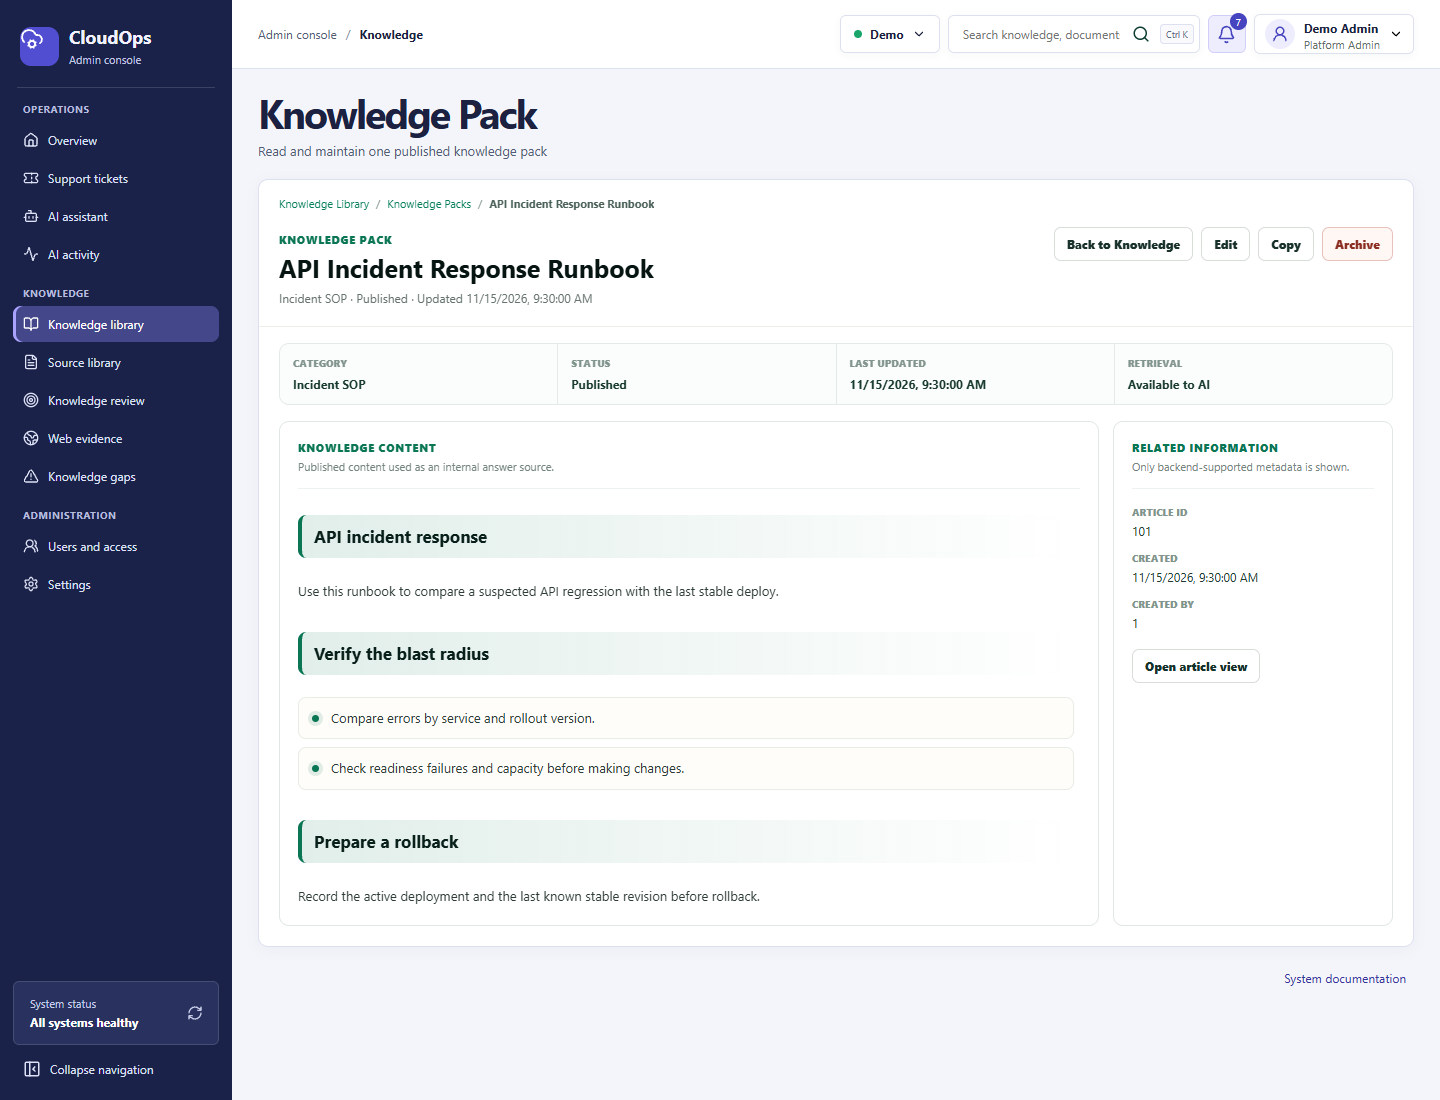 CloudOps
Admin console
OPERATIONS
Overview
Support tickets
AI assistant
AI activity
KNOWLEDGE
Knowledge library
Source library
Knowledge review
Web evidence
Knowledge gaps
ADMINISTRATION
Users and access
Settings
System status
All systems healthy
Collapse navigation
Admin console / Knowledge
Demo
Search knowledge, document
Ctrl K
7
Demo Admin
Platform Admin
Knowledge Pack
Read and maintain one published knowledge pack
Knowledge Library / Knowledge Packs / API Incident Response Runbook
KNOWLEDGE PACK
API Incident Response Runbook
Incident SOP · Published · Updated 11/15/2026, 9:30:00 AM
Back to Knowledge
Edit
Copy
Archive
CATEGORY
Incident SOP
STATUS
Published
LAST UPDATED
11/15/2026, 9:30:00 AM
RETRIEVAL
Available to AI
KNOWLEDGE CONTENT
Published content used as an internal answer source.
API incident response
Use this runbook to compare a suspected API regression with the last stable deploy.
Verify the blast radius
Compare errors by service and rollout version.
Check readiness failures and capacity before making changes.
Prepare a rollback
Record the active deployment and the last known stable revision before rollback.
RELATED INFORMATION
Only backend-supported metadata is shown.
ARTICLE ID
101
CREATED
11/15/2026, 9:30:00 AM
CREATED BY
1
Open article view
System documentation